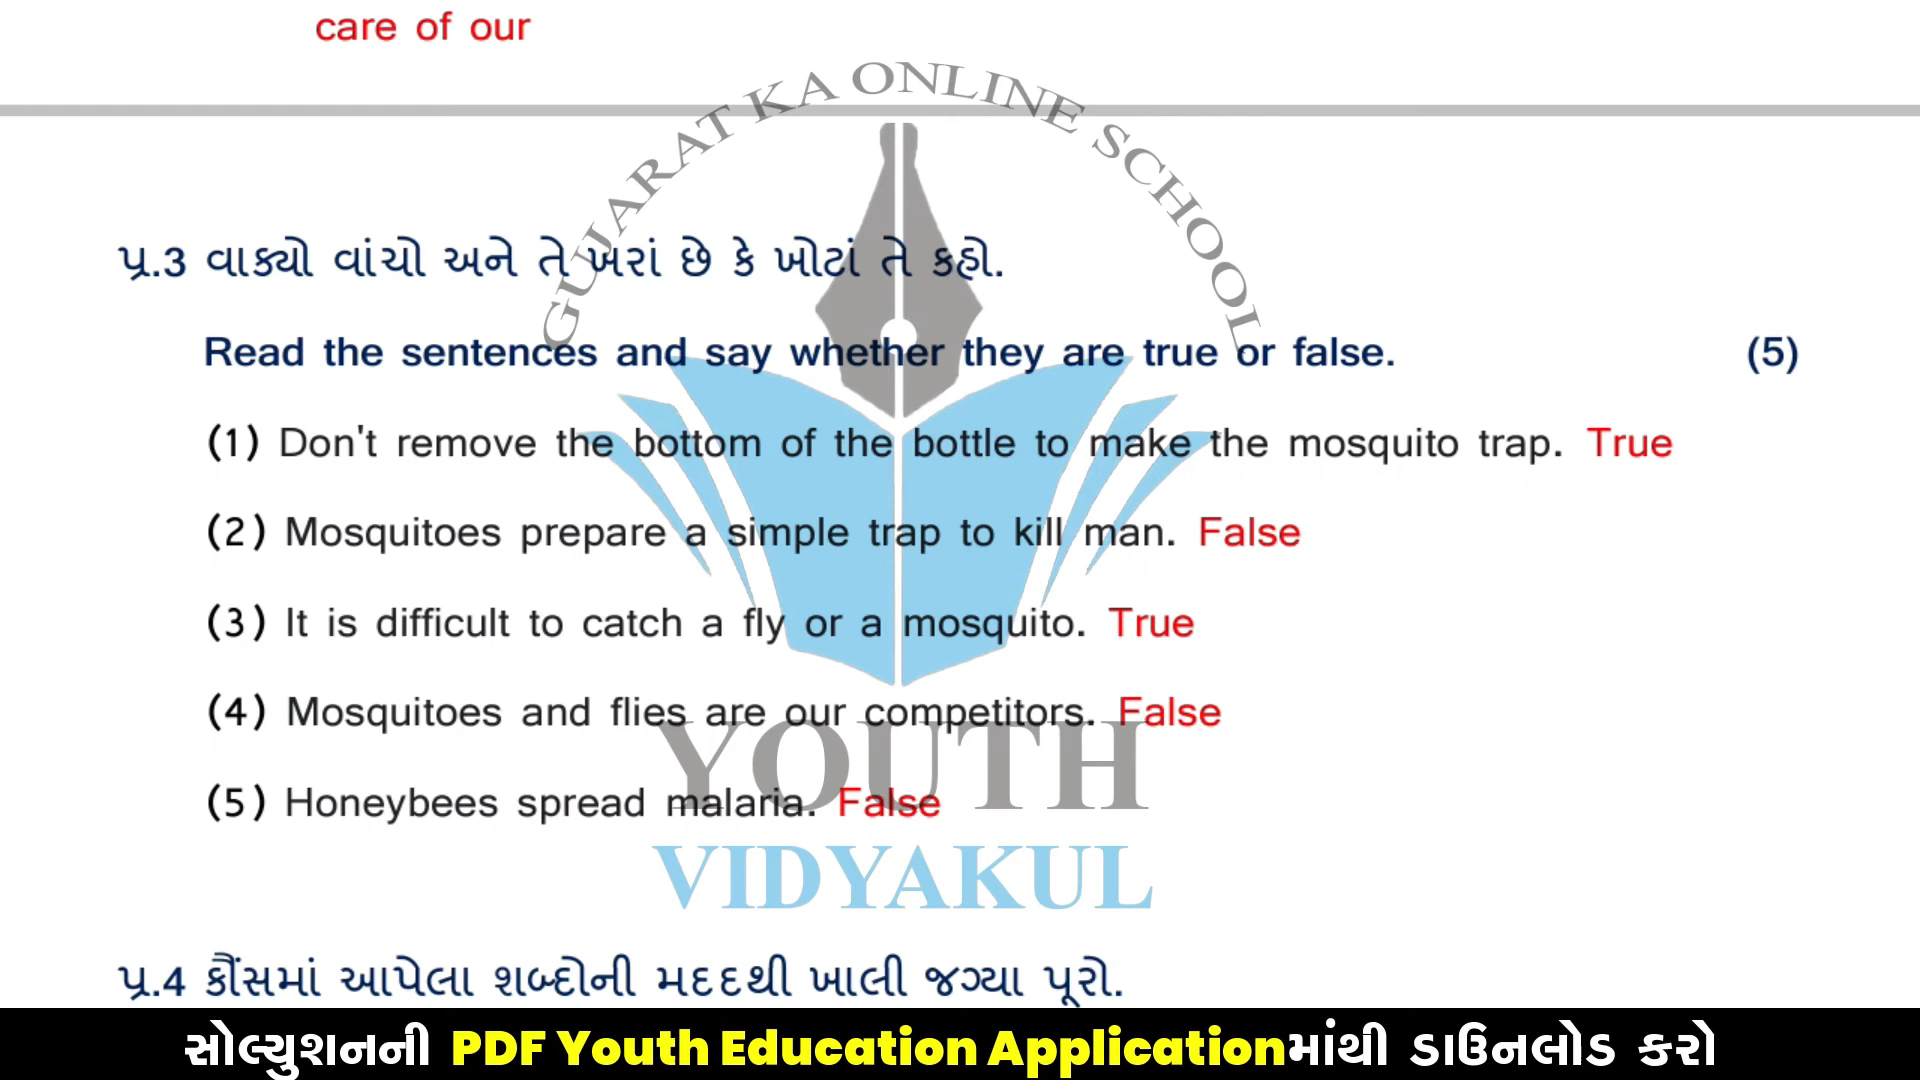 care of our
GUJARAT KA ONLINE SCHOOL
પ્ર.3 વાક્યો વાંચો અને તે ખરાં છે કે ખોટાં તે કહો.
Read the sentences and say whether they are true or false. (5)
(1) Don't remove the bottom of the bottle to make the mosquito trap. True
(2) Mosquitoes prepare a simple trap to kill man. False
(3) It is difficult to catch a fly or a mosquito. True
(4) Mosquitoes and flies are our competitors. False
(5) Honeybees spread malaria. False
YOUTH
VIDYAKUL
પ્ર.4 કૌંસમાં આપેલા શબ્દોની મદદથી ખાલી જગ્યા પૂરો.
સોલ્યુશનની PDF Youth Education Applicationમાંથી ડાઉનલોડ કરો